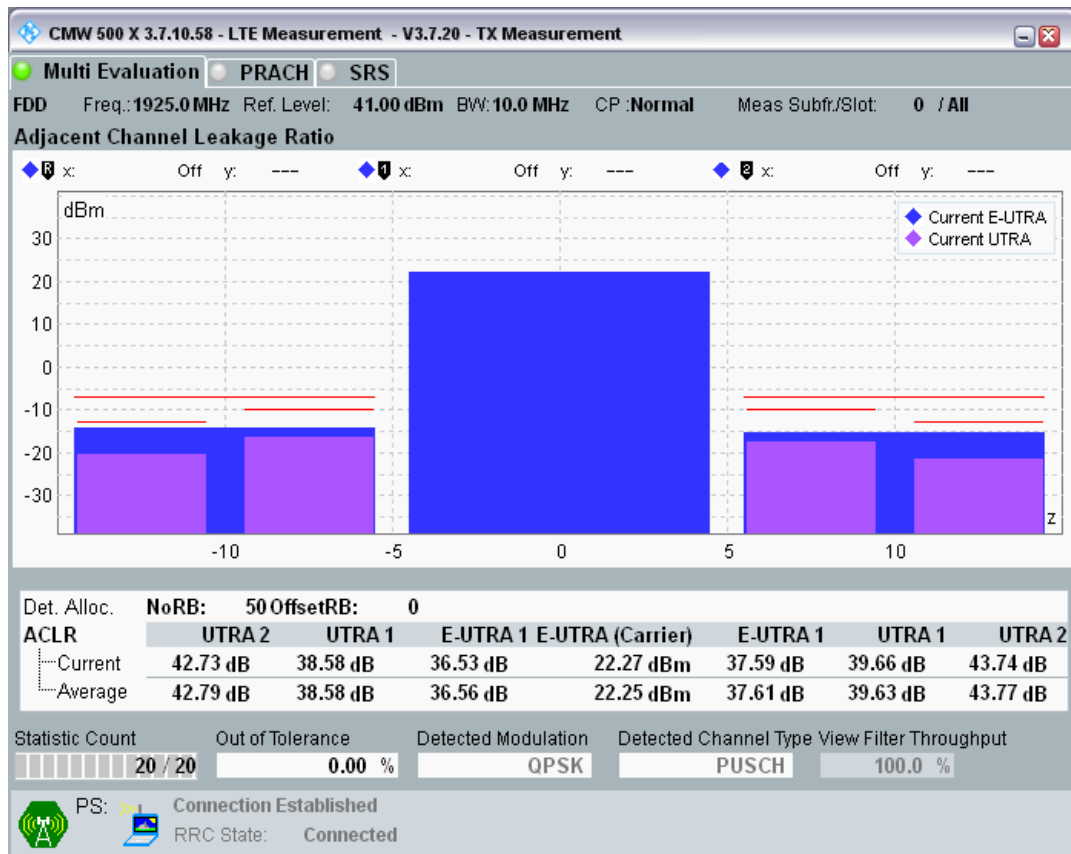 CMW 500 X 3.7.10.58 - LTE Measurement - V3.7.20 - TX Measurement
Multi Evaluation PRACH SRS
FDD Freq.: 1925.0 MHz Ref. Level: 41.00 dBm BW: 10.0 MHz CP :Normal Meas Subfr./Slot: 0 / All
Adjacent Channel Leakage Ratio
R x: Off y: --- 1 x: Off y: --- 2 x: Off y: ---
dBm
Current E-UTRA
Current UTRA
30
20
10
0
-10
-20
-30
z
-10 -5 0 5 10
Det. Alloc. NoRB: 50 OffsetRB: 0
ACLR UTRA 2 UTRA 1 E-UTRA 1 E-UTRA (Carrier) E-UTRA 1 UTRA 1 UTRA 2
Current 42.73 dB 38.58 dB 36.53 dB 22.27 dBm 37.59 dB 39.66 dB 43.74 dB
Average 42.79 dB 38.58 dB 36.56 dB 22.25 dBm 37.61 dB 39.63 dB 43.77 dB
Statistic Count Out of Tolerance Detected Modulation Detected Channel Type View Filter Throughput
20 / 20 0.00 % QPSK PUSCH 100.0 %
PS: Connection Established
RRC State: Connected